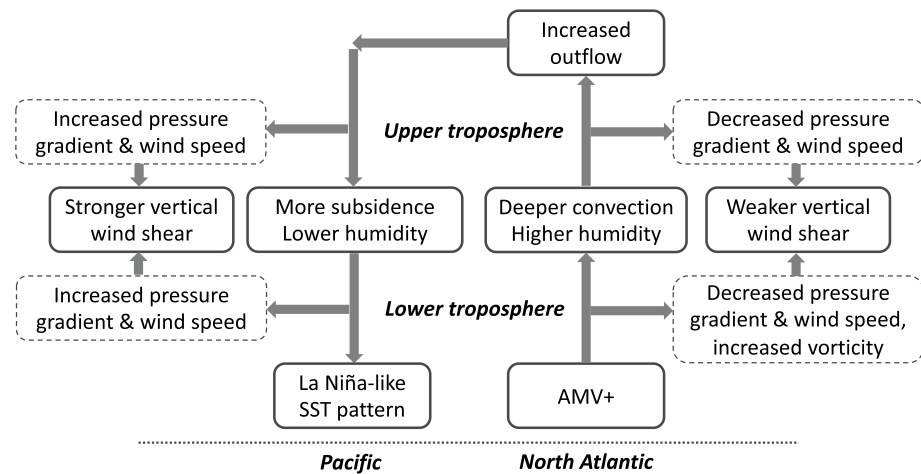 Increased
outflow
Increased pressure
gradient & wind speed
Upper troposphere
Decreased pressure
gradient & wind speed
Stronger vertical
wind shear
More subsidence
Lower humidity
Deeper convection
Higher humidity
Weaker vertical
wind shear
Increased pressure
gradient & wind speed
Lower troposphere
Decreased pressure
gradient & wind speed,
increased vorticity
La Niña-like
SST pattern
AMV+
Pacific
North Atlantic